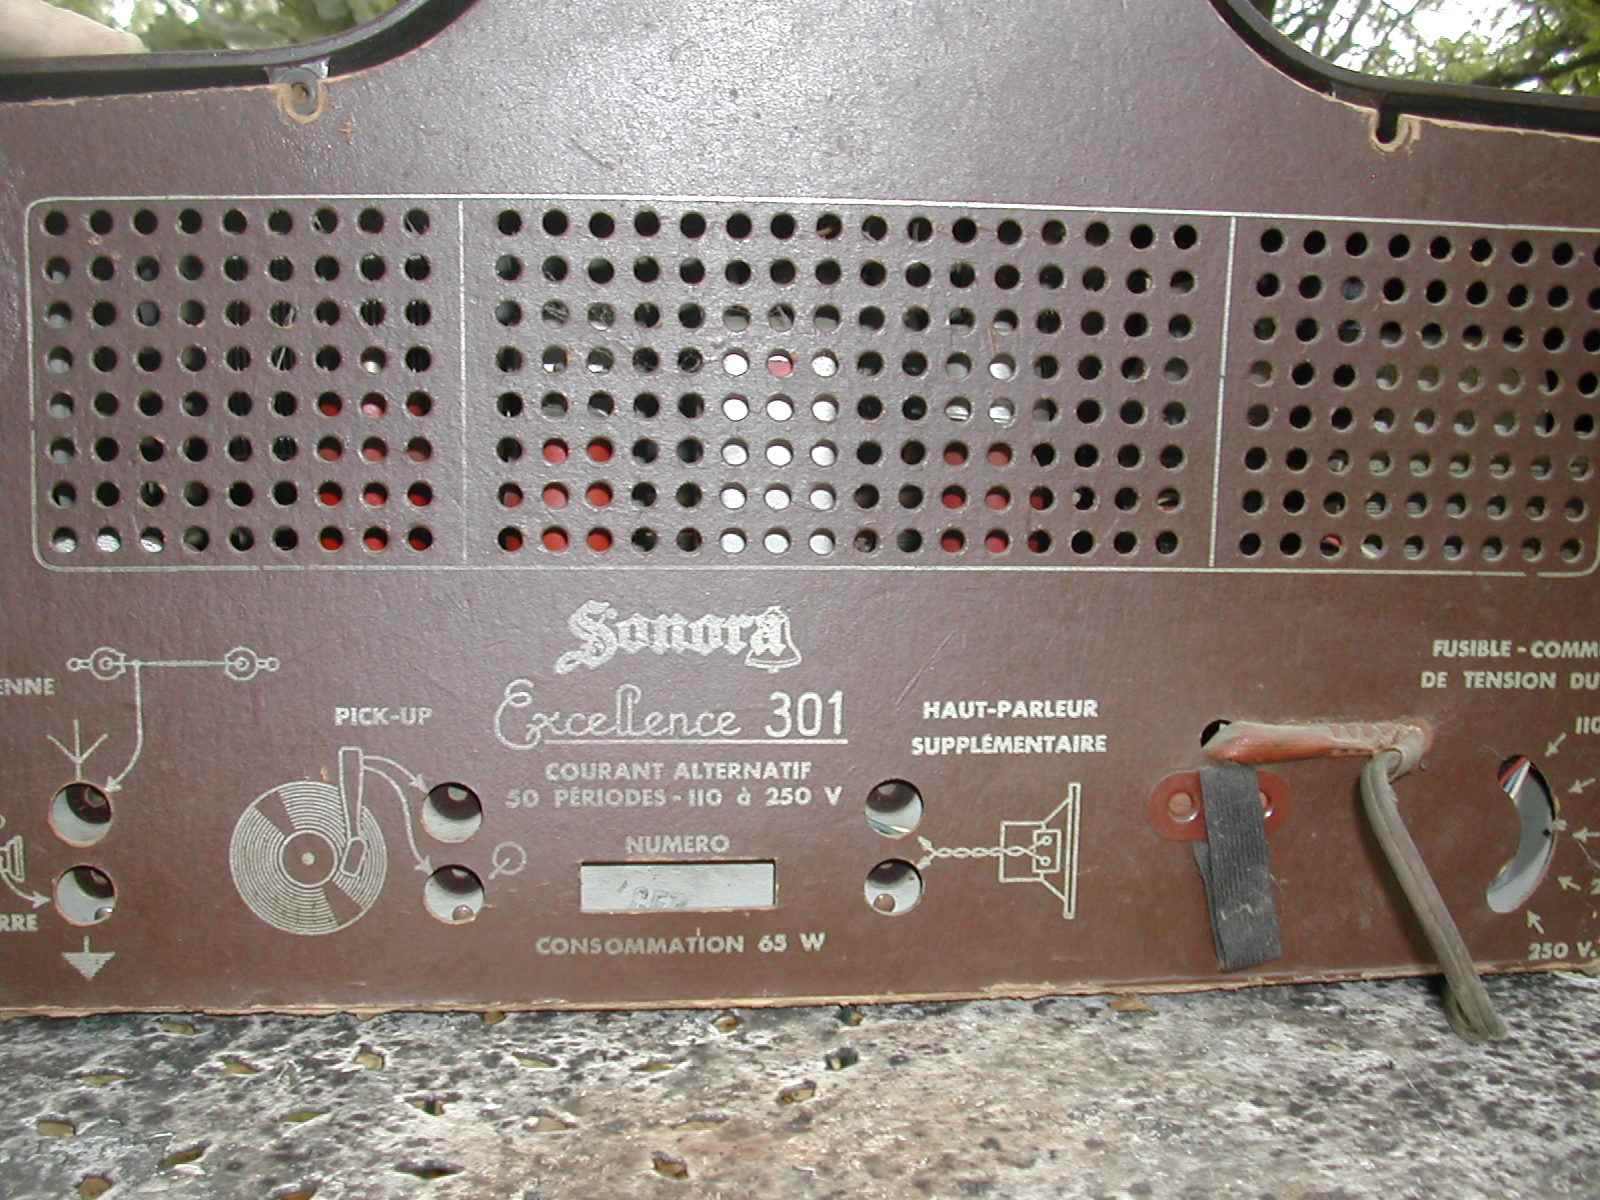 Sonora
Excellence 301
COURANT ALTERNATIF
50 PÉRIODES - 110 à 250 V
NUMERO
CONSOMMATION 65 W
ENNE
RRE
PICK-UP
HAUT-PARLEUR
SUPPLÉMENTAIRE
FUSIBLE - COMM
DE TENSION DU
110
250 V.